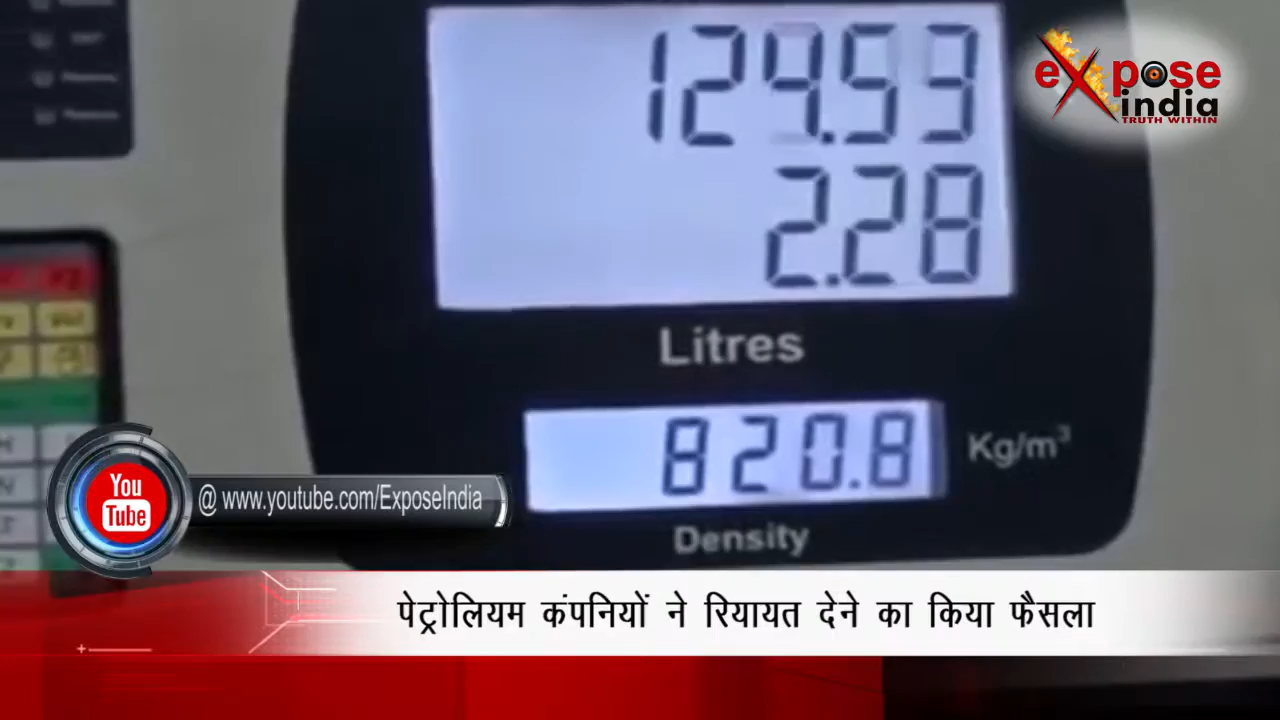 124.53
eXpose
india
TRUTH WITHIN
2.28
Litres
820.8
Kg/m³
Density
You
Tube
@ www.youtube.com/ExposeIndia
पेट्रोलियम कंपनियों ने रियायत देने का किया फैसला